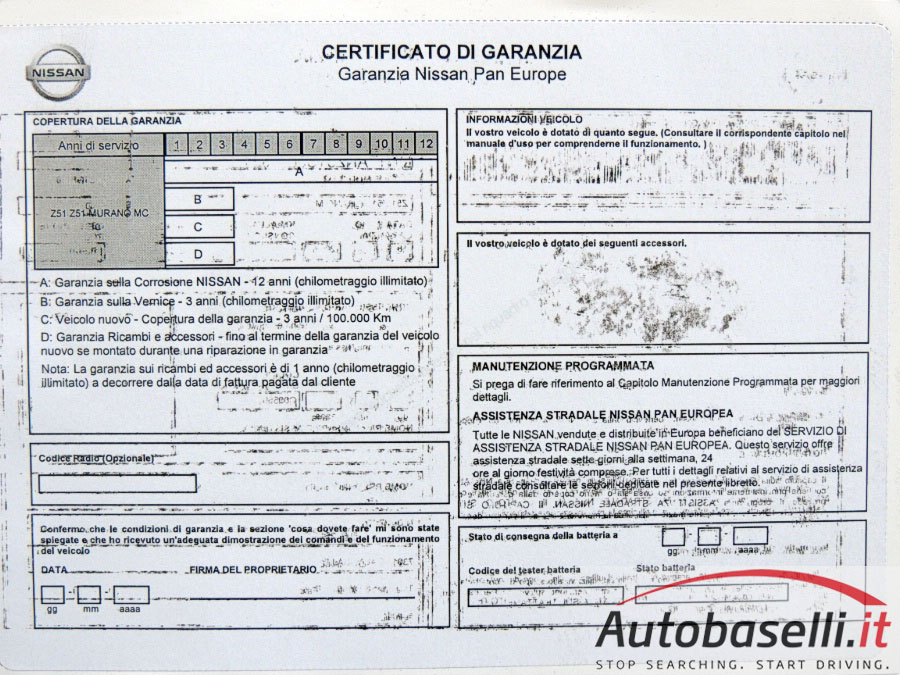 NISSAN
CERTIFICATO DI GARANZIA
Garanzia Nissan Pan Europe
COPERTURA DELLA GARANZIA
Anni di servizio 1 2 3 4 5 6 7 8 9 10 11 12
A
B
Z51 Z51 MURANO MC
C
D
A: Garanzia sulla Corrosione NISSAN - 12 anni (chilometraggio illimitato)
B: Garanzia sulla Vernice - 3 anni (chilometraggio illimitato)
C: Veicolo nuovo - Copertura della garanzia - 3 anni / 100.000 Km
D: Garanzia Ricambi e accessori - fino al termine della garanzia del veicolo
nuovo se montato durante una riparazione in garanzia
Nota: La garanzia sui ricambi ed accessori è di 1 anno (chilometraggio
illimitato) a decorrere dalla data di fattura pagata dal cliente
Codice Radio (Opzionale)
Confermo che le condizioni di garanzia e la sezione 'cosa dovete fare' mi sono state
spiegate e che ho ricevuto un'adeguata dimostrazione dei comandi e del funzionamento
del veicolo
DATA FIRMA DEL PROPRIETARIO
gg mm aaaa
INFORMAZIONI VEICOLO
Il vostro veicolo è dotato di quanto segue. (Consultare il corrispondente capitolo nel
manuale d'uso per comprenderne il funzionamento. )
Il vostro veicolo è dotato dei seguenti accessori.
MANUTENZIONE PROGRAMMATA
Si prega di fare riferimento al Capitolo Manutenzione Programmata per maggiori
dettagli.
ASSISTENZA STRADALE NISSAN PAN EUROPEA
Tutte le NISSAN vendute e distribuite in Europa beneficiano del SERVIZIO DI
ASSISTENZA STRADALE NISSAN PAN EUROPEA. Questo servizio offre
assistenza stradale sette giorni alla settimana, 24
ore al giorno festività comprese. Per tutti i dettagli relativi al servizio di assistenza
stradale consultare le sezioni dedicate nel presente libretto.
Stato di consegna della batteria a
gg mm aaaa
Codice del tester batteria Stato batteria
Autobaselli.it
STOP SEARCHING. START DRIVING.